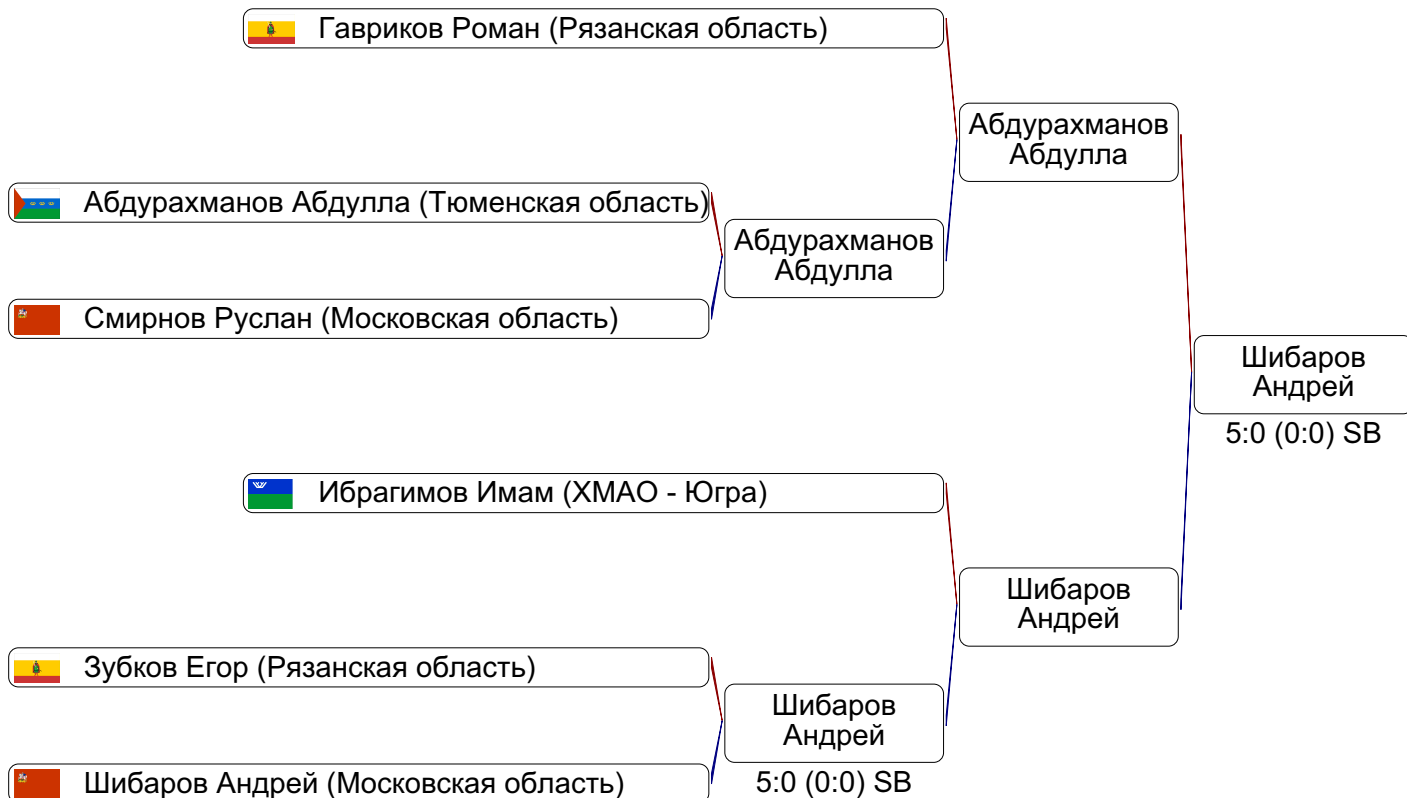 Гавриков Роман (Рязанская область)
Абдурахманов
Абдулла
Абдурахманов Абдулла (Тюменская область)
Абдурахманов
Абдулла
Смирнов Руслан (Московская область)
Шибаров
Андрей
5:0 (0:0) SB
Ибрагимов Имам (ХМАО - Югра)
Шибаров
Андрей
Зубков Егор (Рязанская область)
Шибаров
Андрей
5:0 (0:0) SB
Шибаров Андрей (Московская область)